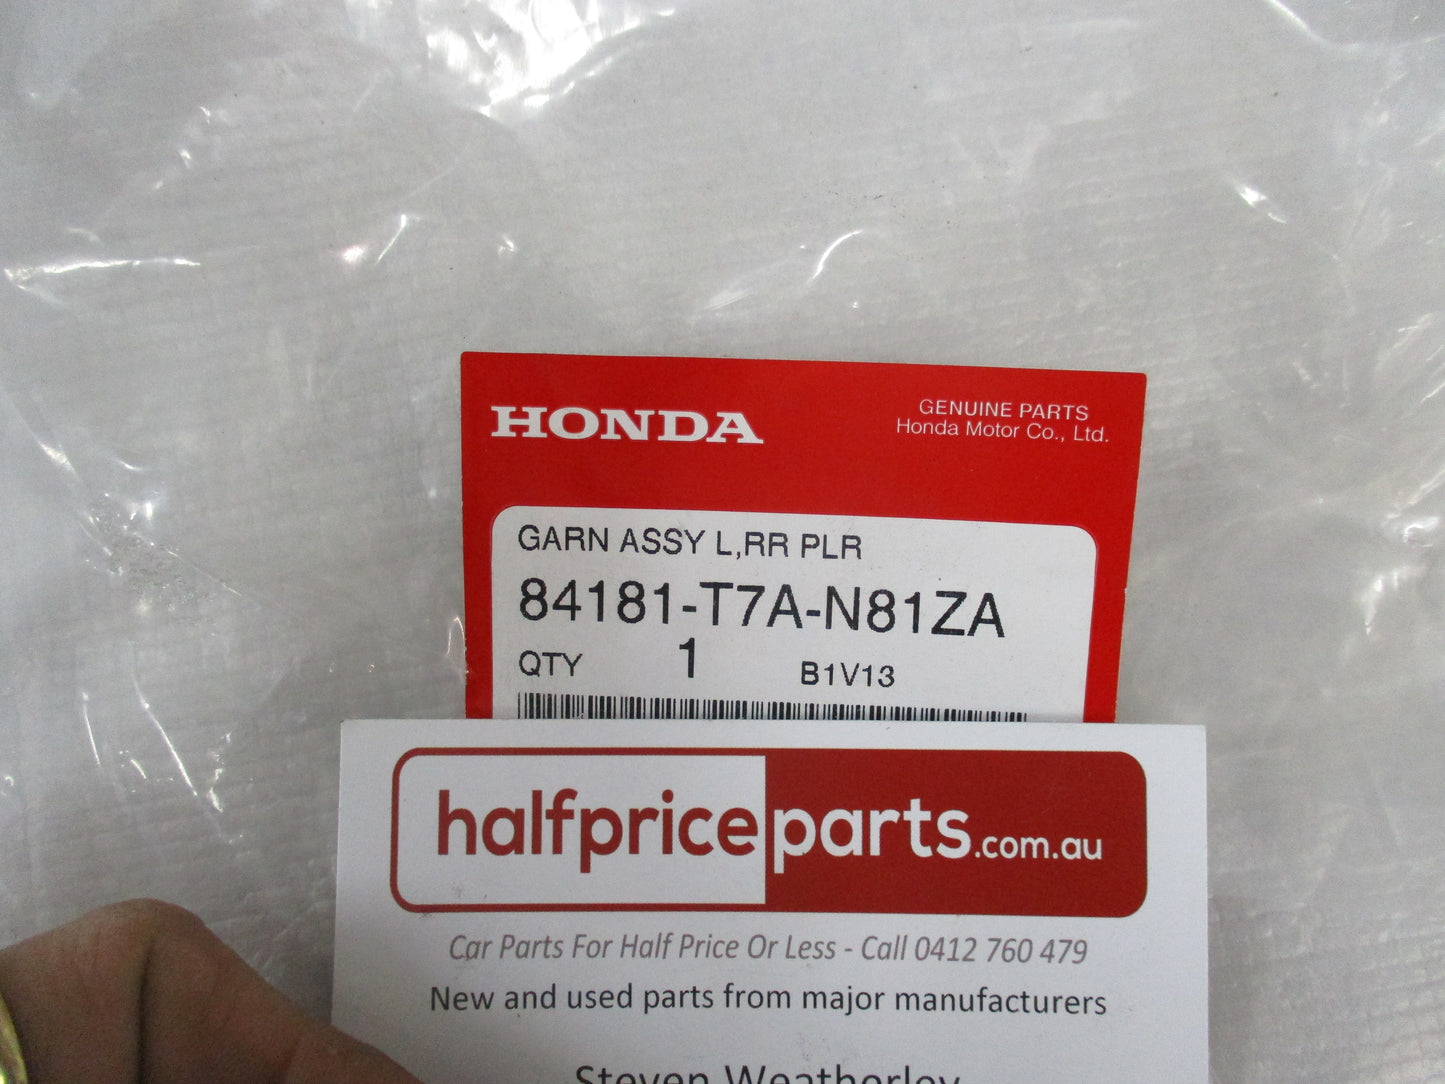 HONDA
GENUINE PARTS
Honda Motor Co., Ltd.
GARN ASSY L,RR PLR
84181-T7A-N81ZA
QTY 1 B1V13
halfpriceparts.com.au
Car Parts For Half Price Or Less - Call 0412 760 479
New and used parts from major manufacturers
Steven Weatherley